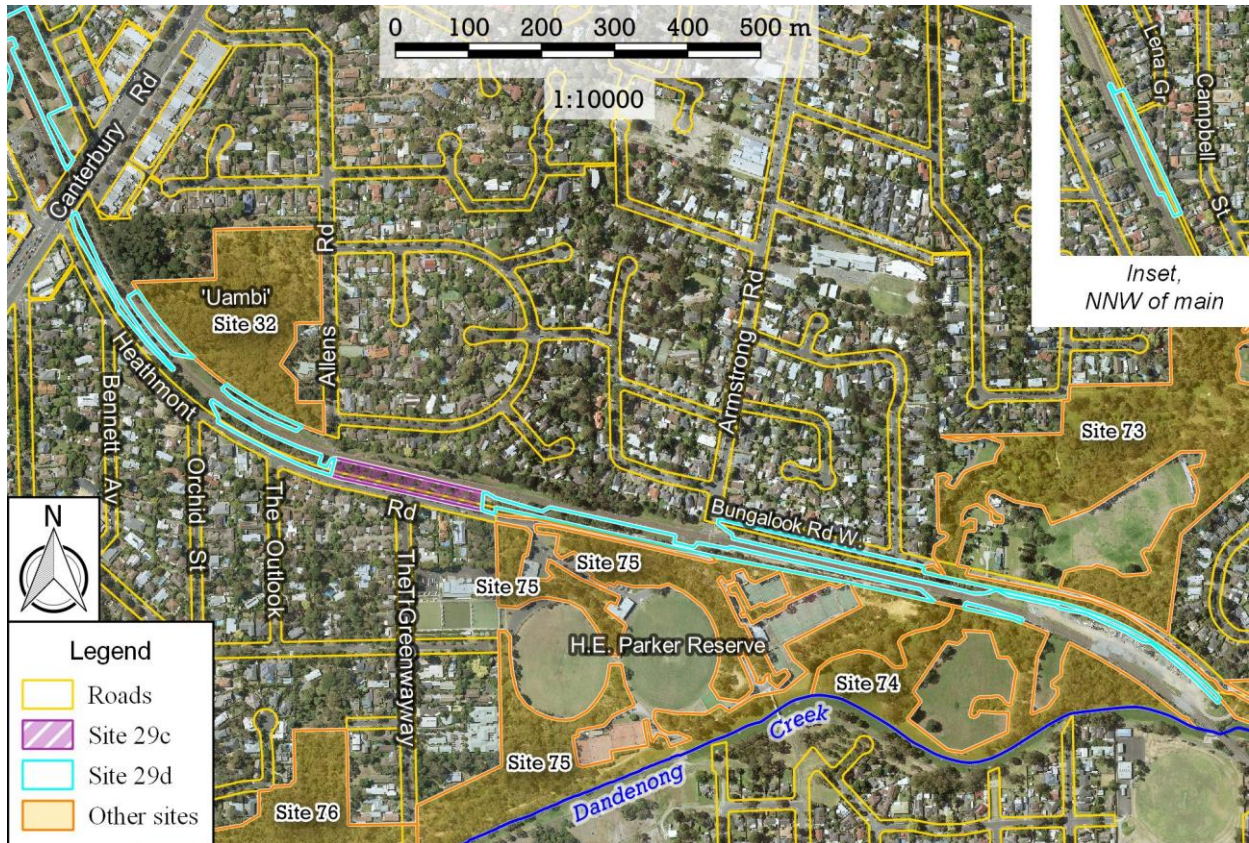 0 100 200 300 400 500 m
1:10000
Lena Gr
Campbell
St
Inset,
NNW of main
Canterbury
Rd
'Uambi'
Site 32
Rd
Allens
Armstrong Rd
Heathmont
Rd
Bennett Av
Orchid St
The Outlook
Site 73
Bungalook Rd W.
Site 75
Site 75
H.E. Parker Reserve
Site 74
Site 75
Site 76
Dandenong
Creek
N
Legend
Roads
Site 29c
Site 29d
Other sites